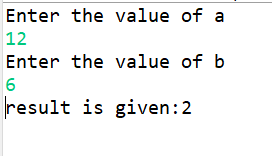 Enter the value of a
12
Enter the value of b
6
result is given:2